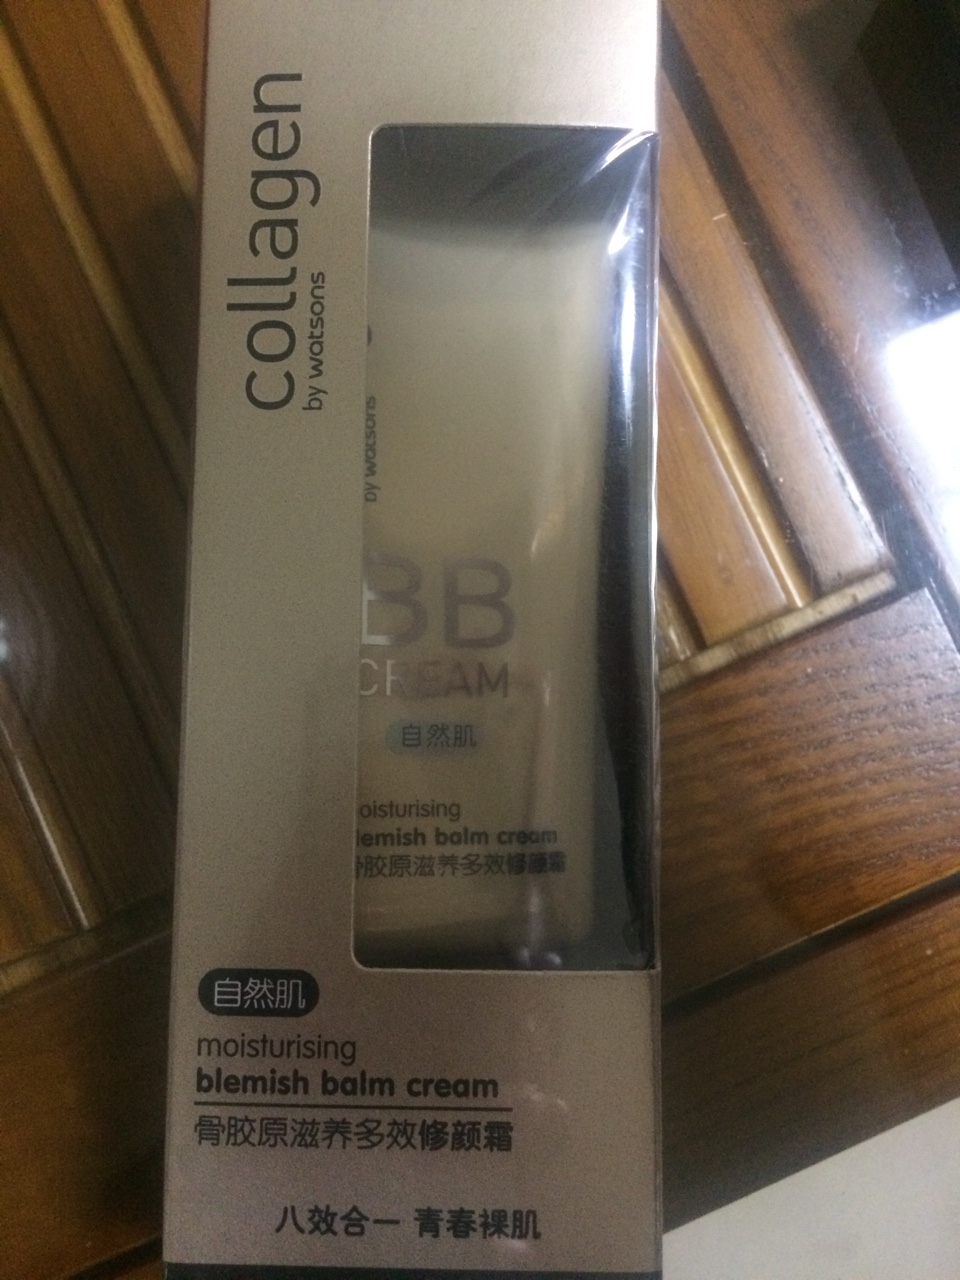 collagen
by watsons
by watsons
BB
CREAM
自然肌
oisturising
lemish balm cream
骨胶原滋养多效修颜霜
自然肌
moisturising
blemish balm cream
骨胶原滋养多效修颜霜
八效合一 青春裸肌